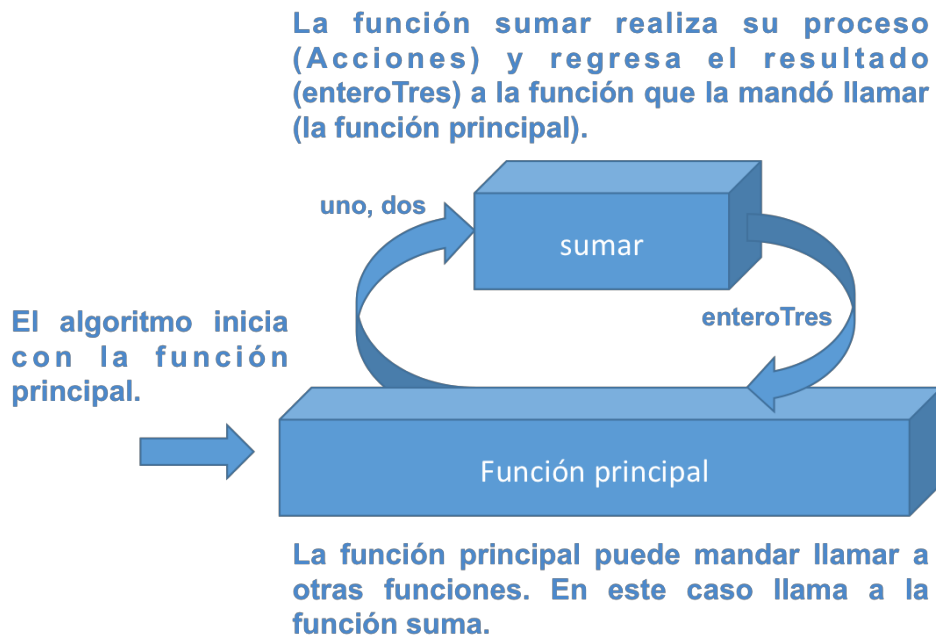 La función sumar realiza su proceso
(Acciones) y regresa el resultado
(enteroTres) a la función que la mandó llamar
(la función principal).
uno, dos
sumar
enteroTres
El algoritmo inicia
con la función
principal.
Función principal
La función principal puede mandar llamar a
otras funciones. En este caso llama a la
función suma.